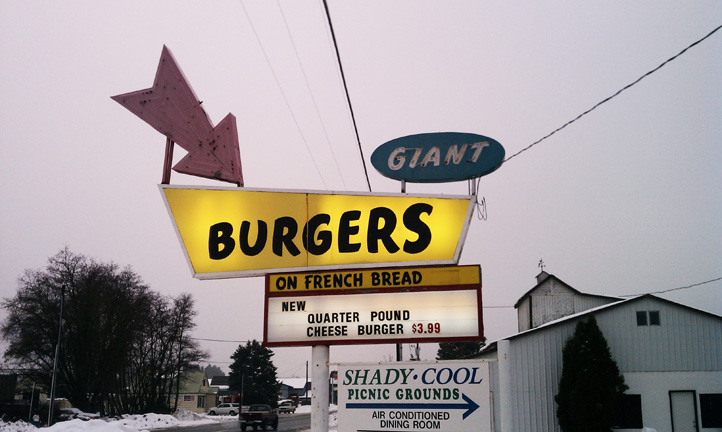 GIANT
BURGERS
ON FRENCH BREAD
NEW
QUARTER POUND
CHEESE BURGER $3.99
SHADY·COOL
PICNIC GROUNDS
AIR CONDITIONED
DINING ROOM